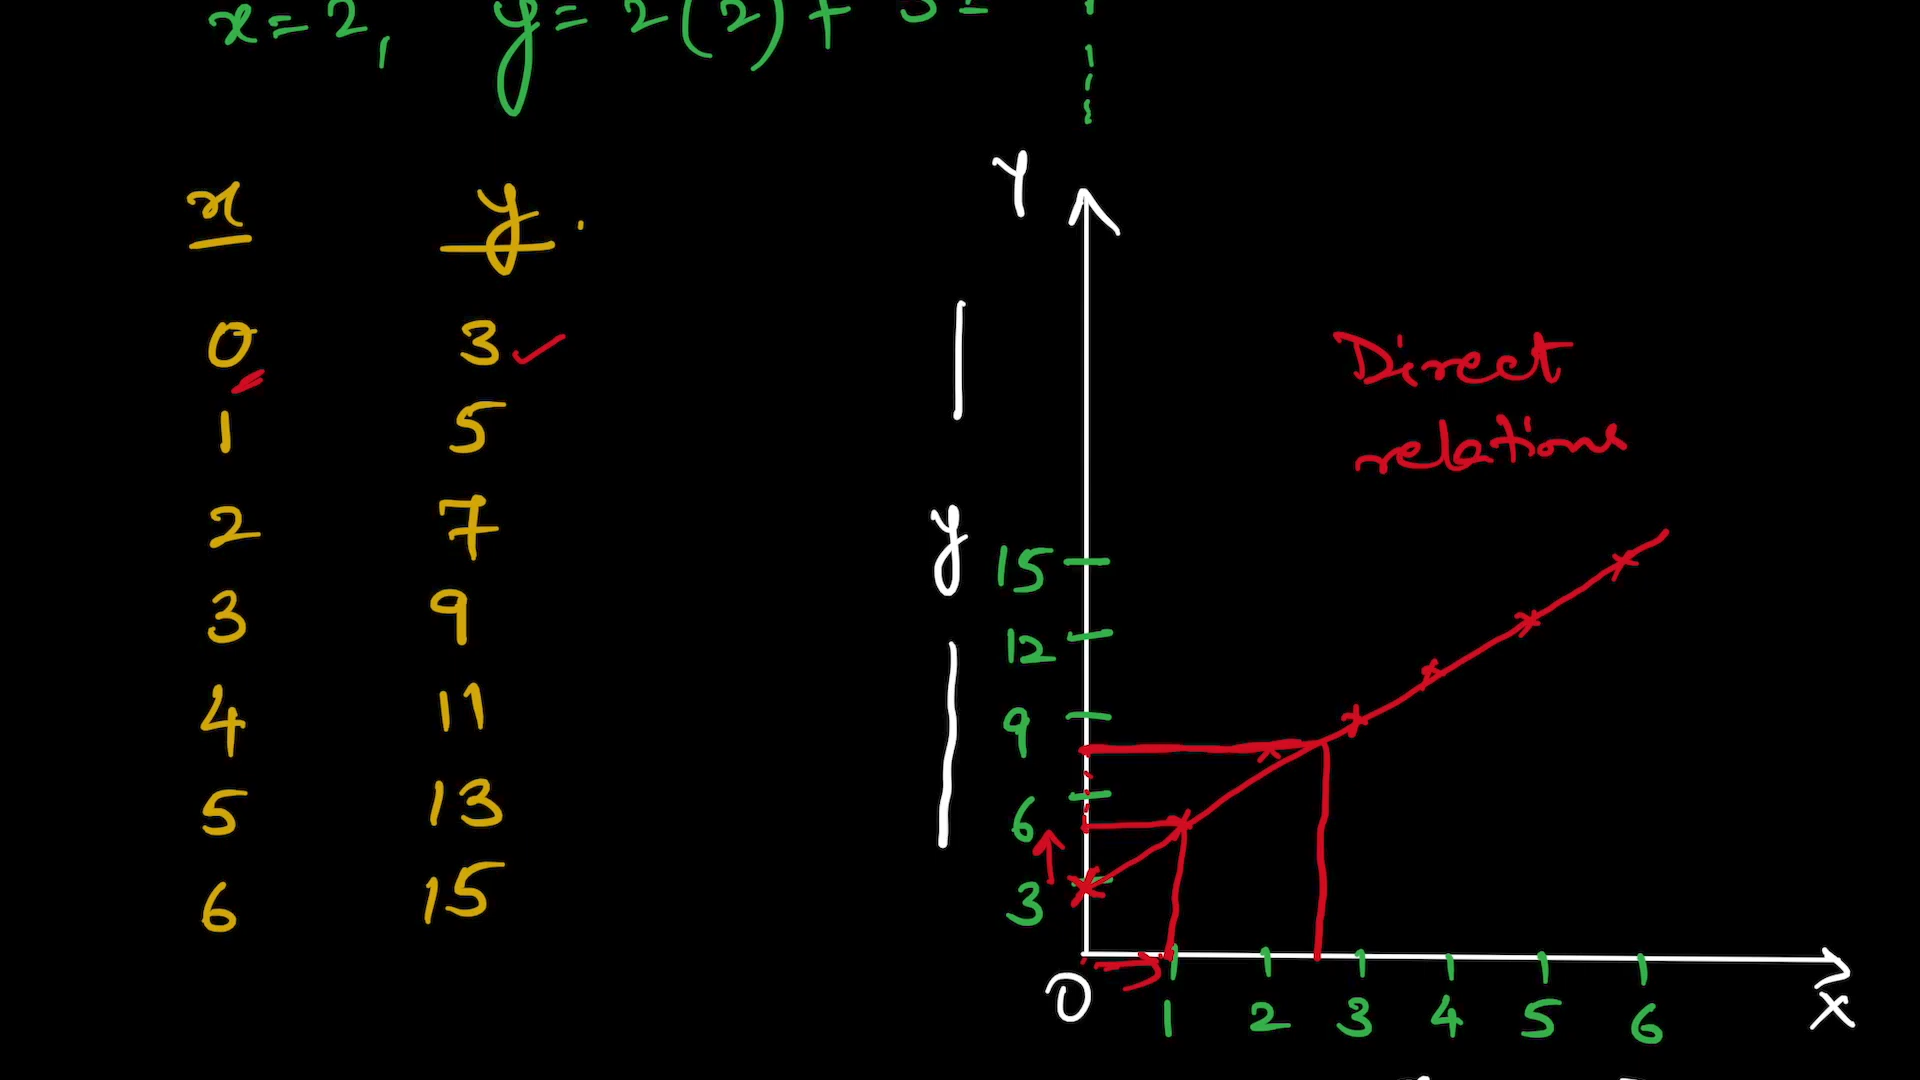 x = 2, y = 2(2) + 3 =
x y
0 3
1 5
2 7
3 9
4 11
5 13
6 15
Y
Direct
relations
y
15
12
9
6
3
0 1 2 3 4 5 6 X